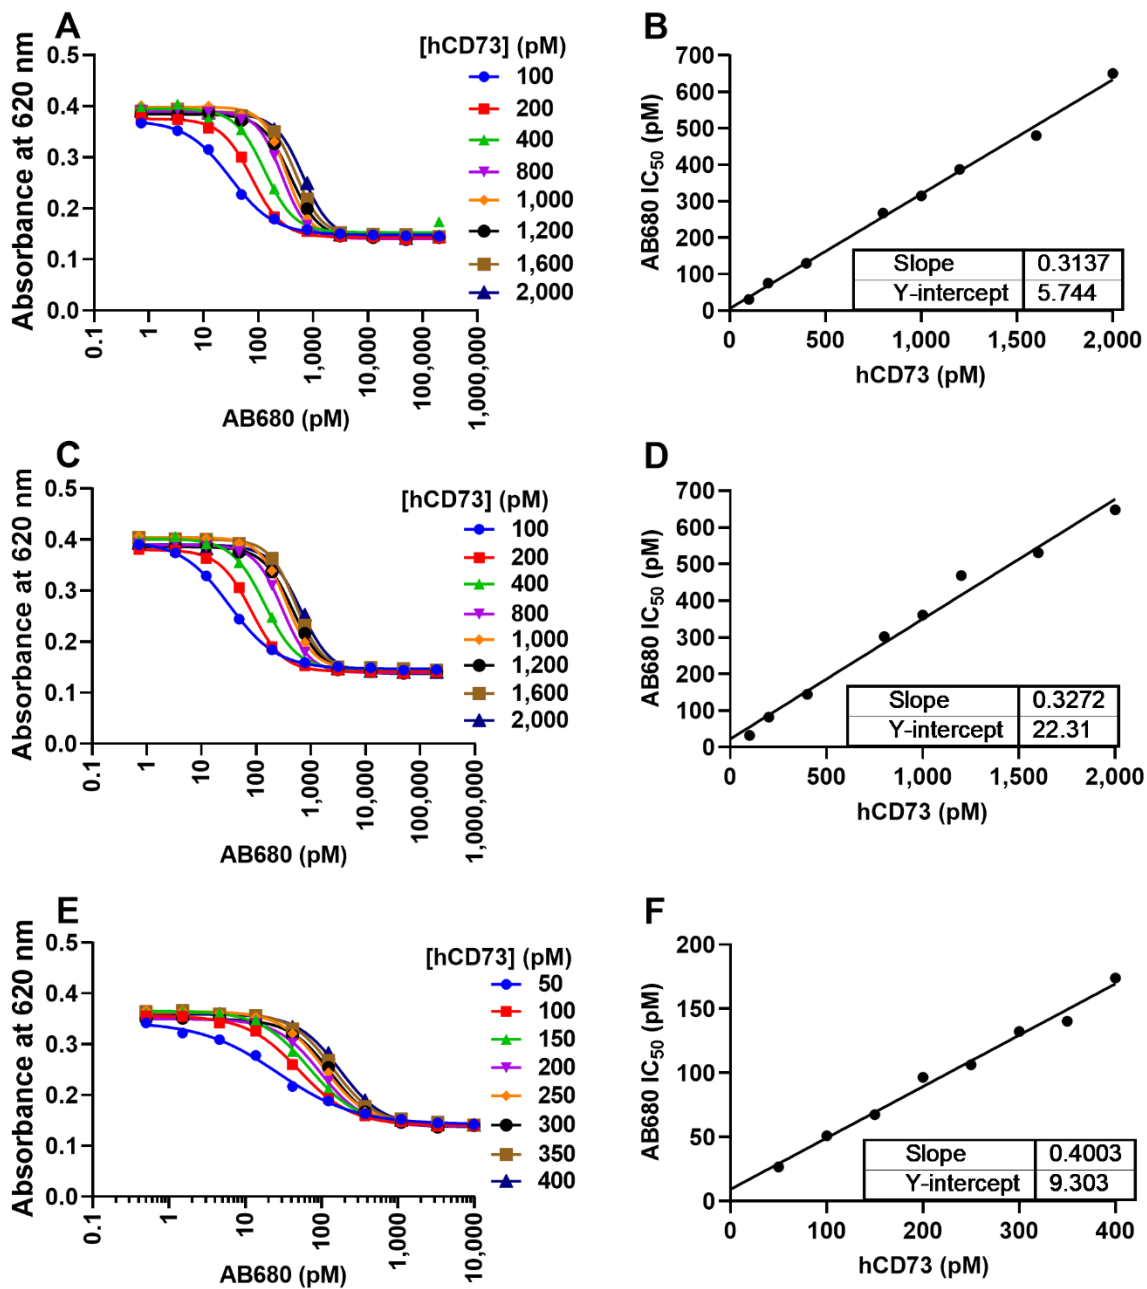 A
[hCD73] (pM)
100
200
400
800
1,000
1,200
1,600
2,000
Absorbance at 620 nm
0.5
0.4
0.3
0.2
0.1
0.0
0.1
1
10
100
1,000
10,000
100,000
1,000,000
AB680 (pM)
B
AB680 IC50 (pM)
700
600
500
400
300
200
100
0
Slope 0.3137
Y-intercept 5.744
0 500 1,000 1,500 2,000
hCD73 (pM)
C
[hCD73] (pM)
100
200
400
800
1,000
1,200
1,600
2,000
Absorbance at 620 nm
0.5
0.4
0.3
0.2
0.1
0.0
0.1
1
10
100
1,000
10,000
100,000
1,000,000
AB680 (pM)
D
AB680 IC50 (pM)
700
600
500
400
300
200
100
0
Slope 0.3272
Y-intercept 22.31
0 500 1,000 1,500 2,000
hCD73 (pM)
E
[hCD73] (pM)
50
100
150
200
250
300
350
400
Absorbance at 620 nm
0.5
0.4
0.3
0.2
0.1
0.0
0.1
1
10
100
1,000
10,000
AB680 (pM)
F
AB680 IC50 (pM)
200
150
100
50
0
Slope 0.4003
Y-intercept 9.303
0 100 200 300 400
hCD73 (pM)